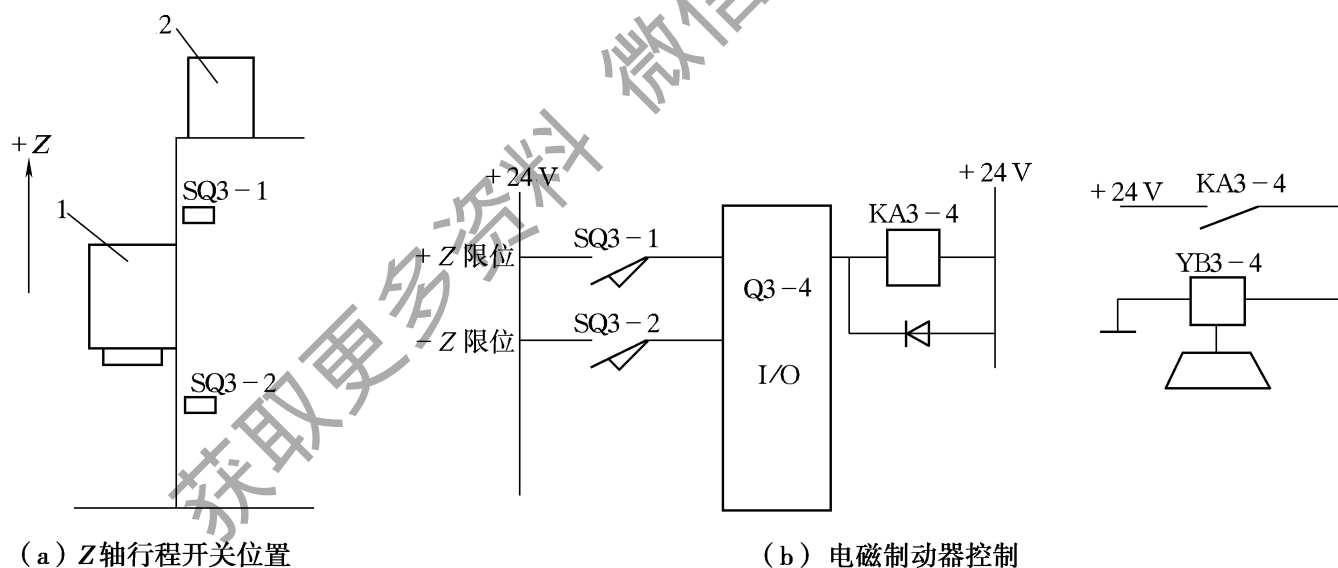 2
+Z
SQ3-1
1
SQ3-2
(a) Z轴行程开关位置
+24 V
+Z 限位
SQ3-1
-Z 限位
SQ3-2
Q3-4
I/O
KA3-4
+24 V
+24 V
KA3-4
YB3-4
(b) 电磁制动器控制
获取更多资料 微信